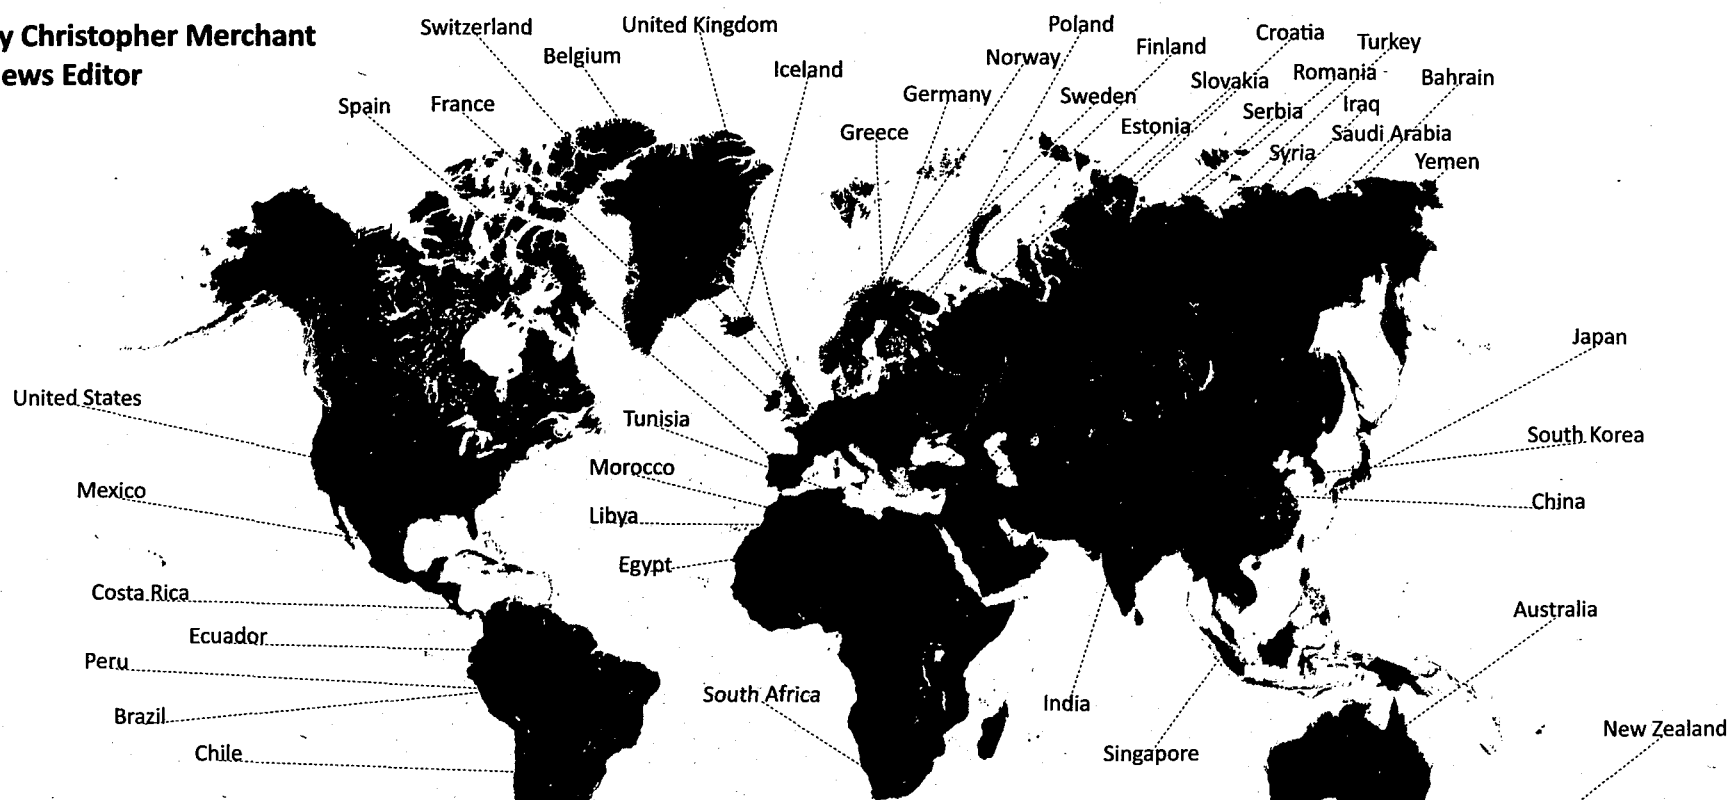 y Christopher Merchant
ews Editor
Switzerland
United Kingdom
Belgium
Iceland
Spain
France
Poland
Norway
Finland
Croatia
Turkey
Germany
Sweden
Slovakia
Romania
Bahrain
Greece
Estonia
Serbia
Iraq
Saudi Arabia
Syria
Yemen
Japan
United States
Tunisia
South Korea
Morocco
Mexico
China
Libya
Egypt
Costa Rica
Australia
Ecuador
Peru
South Africa
India
Brazil
New Zealand
Chile
Singapore